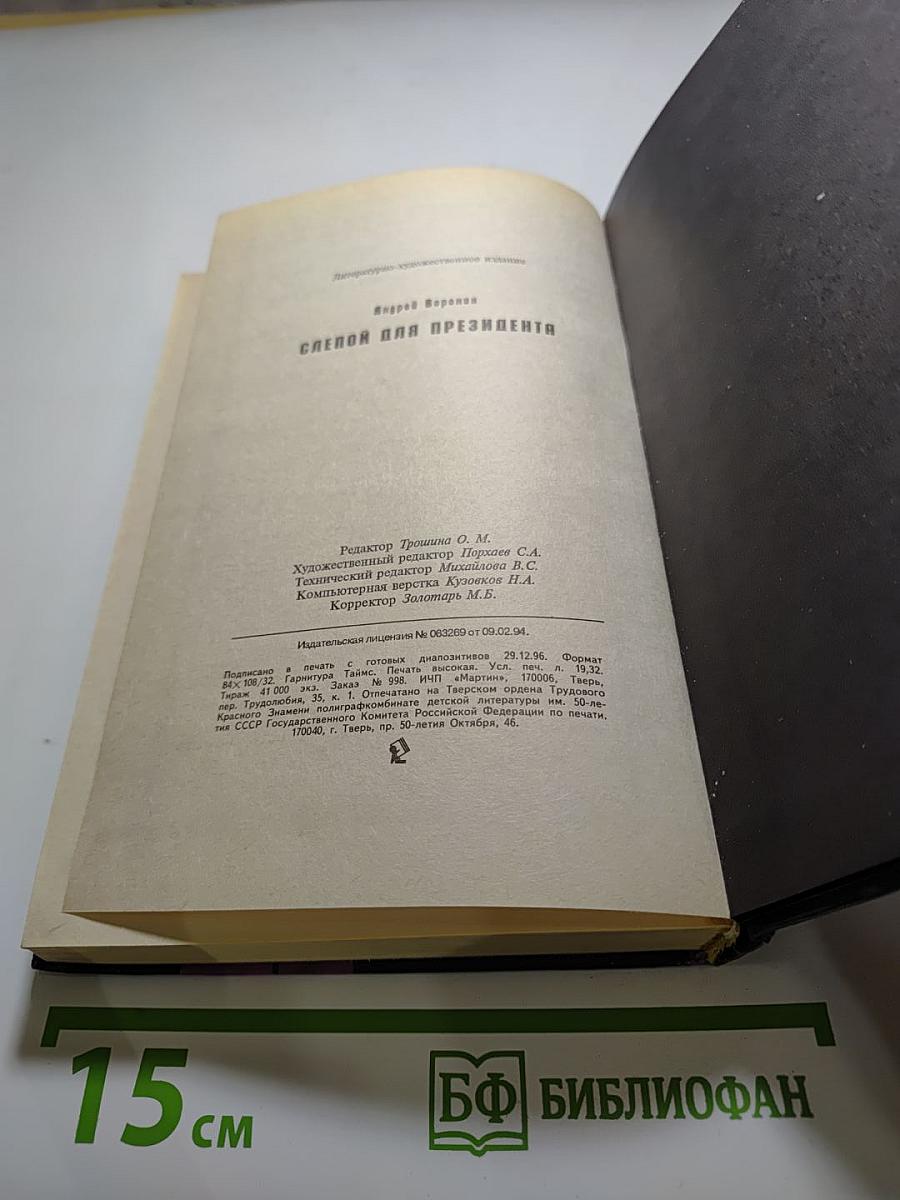 Литературно-художественное издание
Андрей Воронин
СЛЕПОЙ ДЛЯ ПРЕЗИДЕНТА
Редактор Трошина О. М.
Художественный редактор Порхаев С.А.
Технический редактор Михайлова В.С.
Компьютерная верстка Кузовков Н.А.
Корректор Золотарь М.Б.
Издательская лицензия № 063269 от 09.02.94.
Подписано в печать с готовых диапозитивов 29.12.96. Формат
84×108/32. Гарнитура Таймс. Печать высокая. Усл. печ. л. 19,32.
Тираж 41 000 экз. Заказ № 998. ИЧП «Мартин», 170006, Тверь,
пер. Трудолюбия, 35, к. 1. Отпечатано на Тверском ордена Трудового
Красного Знамени полиграфкомбинате детской литературы им. 50-ле-
тия СССР Государственного Комитета Российской Федерации по печати,
170040, г. Тверь, пр. 50-летия Октября, 46.
15 см
БФ БИБЛИОФАН